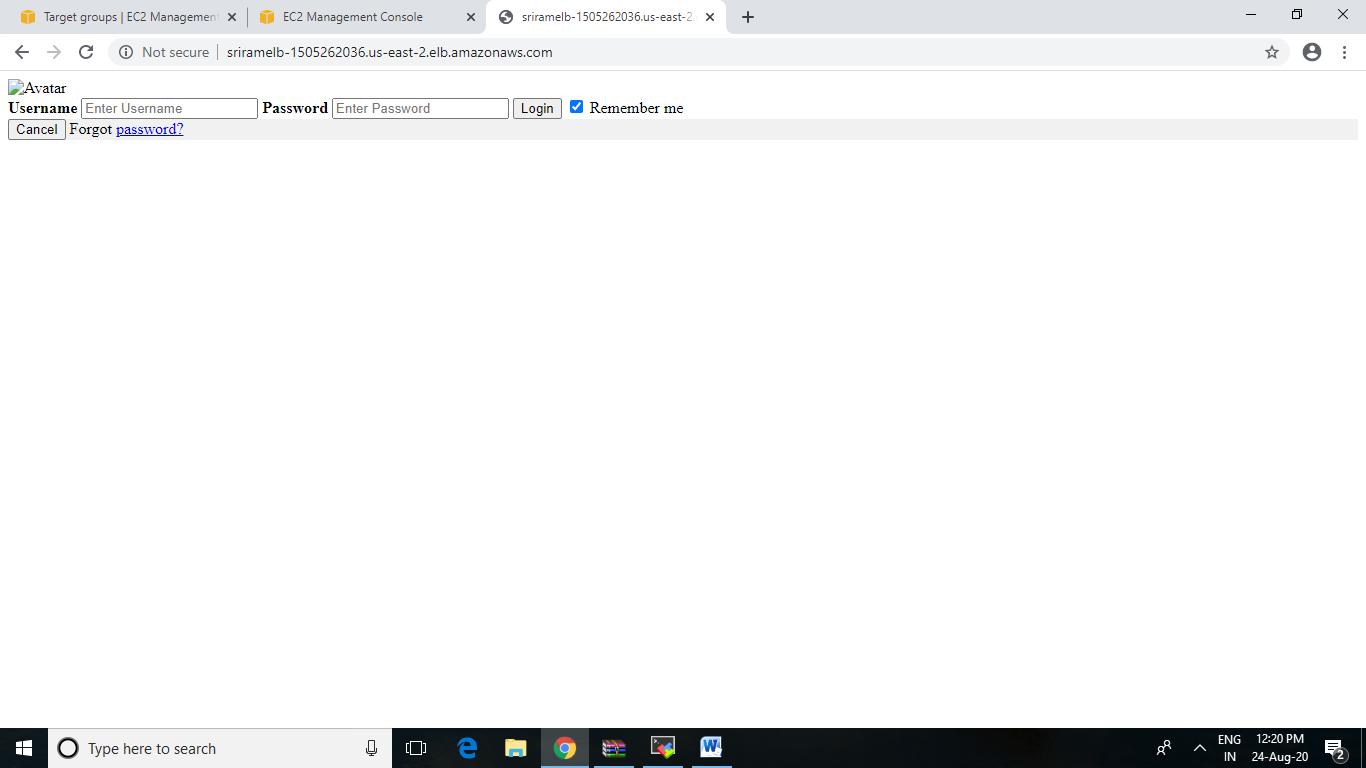 Target groups | EC2 Management
EC2 Management Console
sriramelb-1505262036.us-east-2.
Not secure
sriramelb-1505262036.us-east-2.elb.amazonaws.com
Avatar
Username Enter Username Password Enter Password Login Remember me
Cancel Forgot password?
Type here to search
W
ENG
IN
12:20 PM
24-Aug-20
2